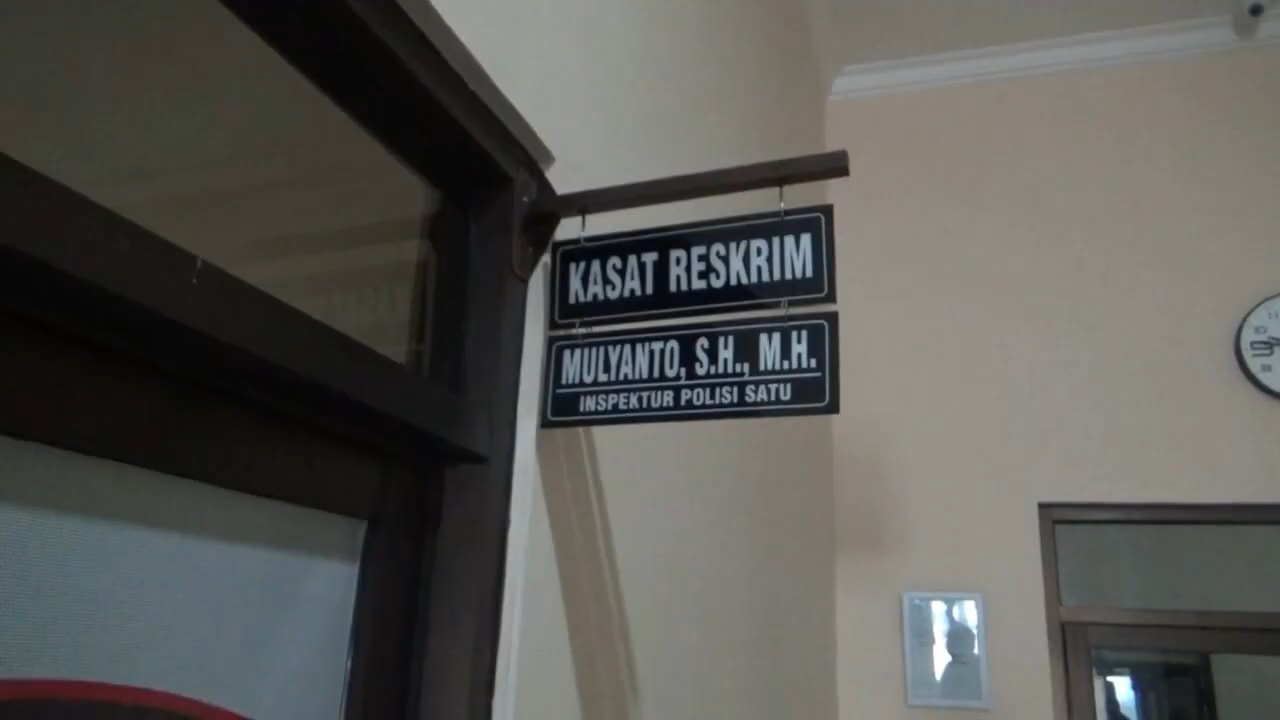 KASAT RESKRIM
MULYANTO, S.H., M.H.
INSPEKTUR POLISI SATU